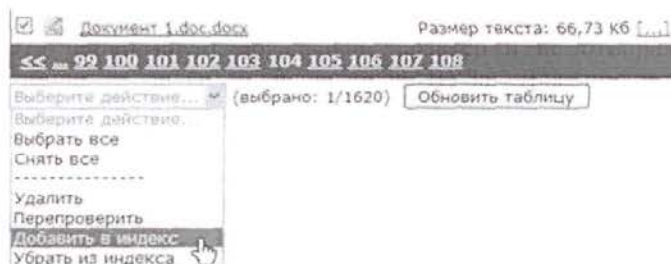 Документ 1.doc.docx Размер текста: 66,73 Кб [...]
<< ... 99 100 101 102 103 104 105 106 107 108
Выберите действие... (выбрано: 1/1620) Обновить таблицу
Выберите действие...
Выбрать все
Снять все
---------------
Удалить
Перепроверить
Добавить в индекс
Убрать из индекса